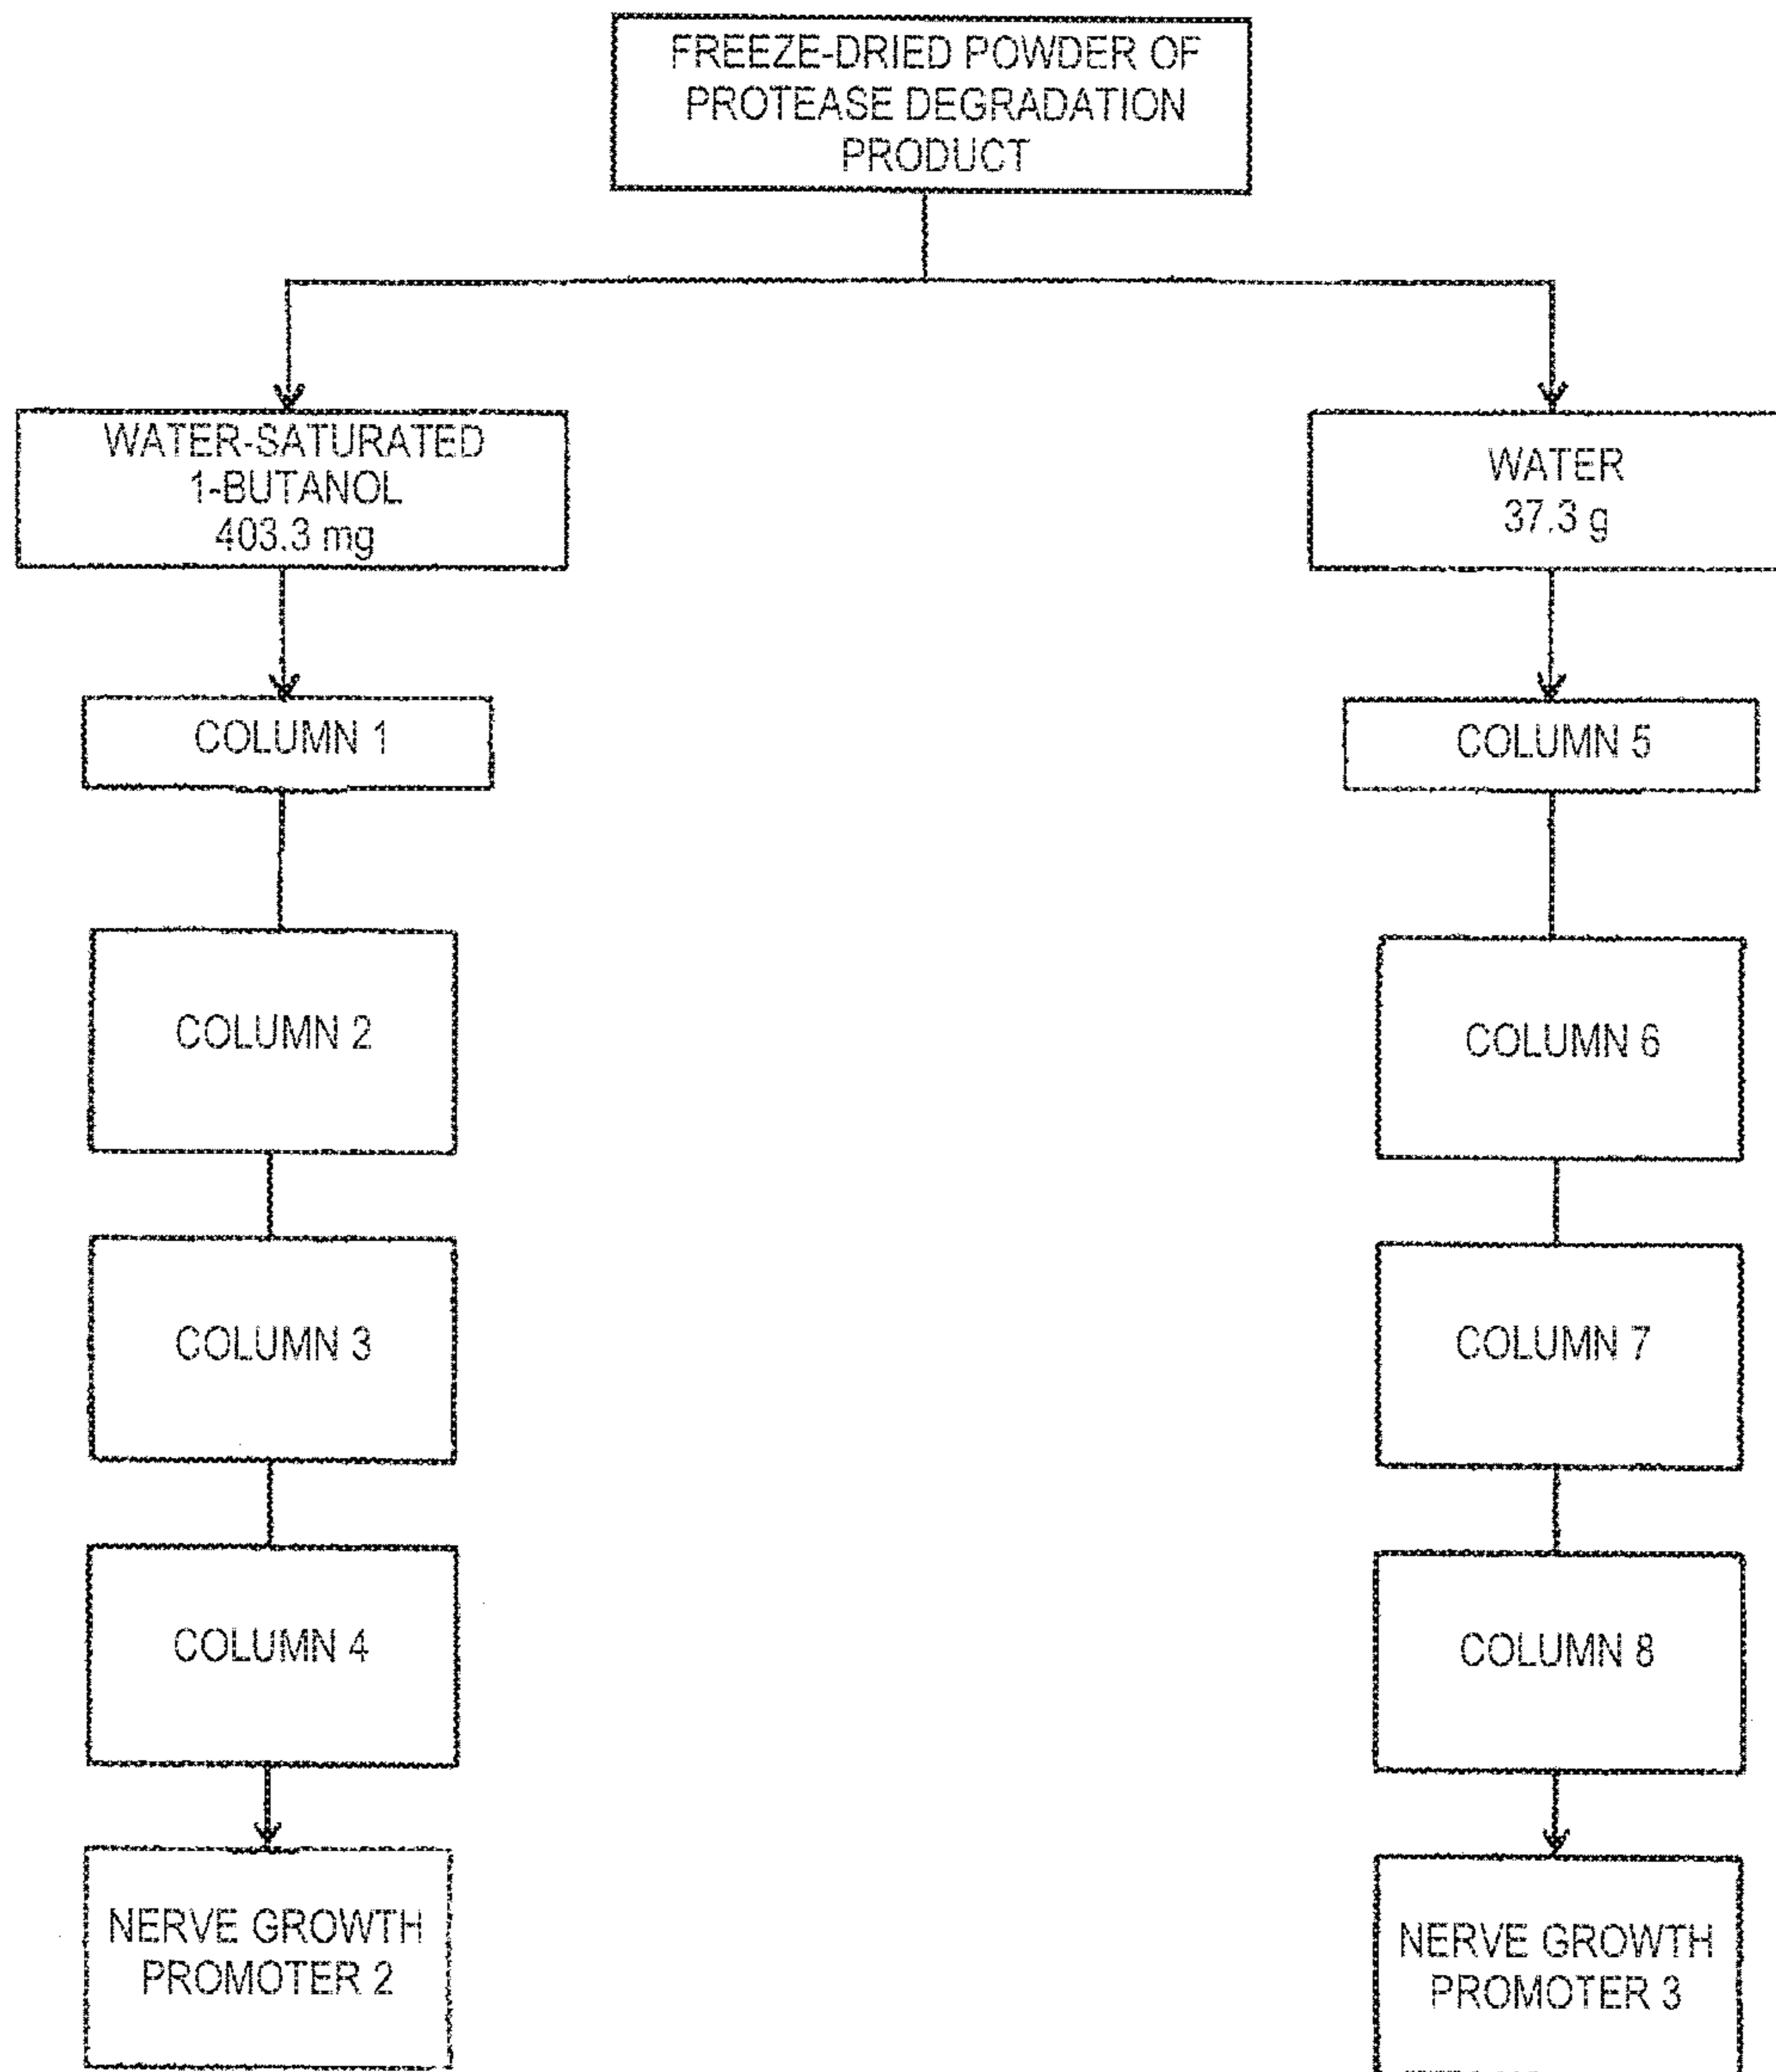 FREEZE-DRIED POWDER OF
PROTEASE DEGRADATION
PRODUCT
WATER-SATURATED
1-BUTANOL
403.3 mg
WATER
37.3 g
COLUMN 1
COLUMN 5
COLUMN 2
COLUMN 6
COLUMN 3
COLUMN 7
COLUMN 4
COLUMN 8
NERVE GROWTH
PROMOTER 2
NERVE GROWTH
PROMOTER 3